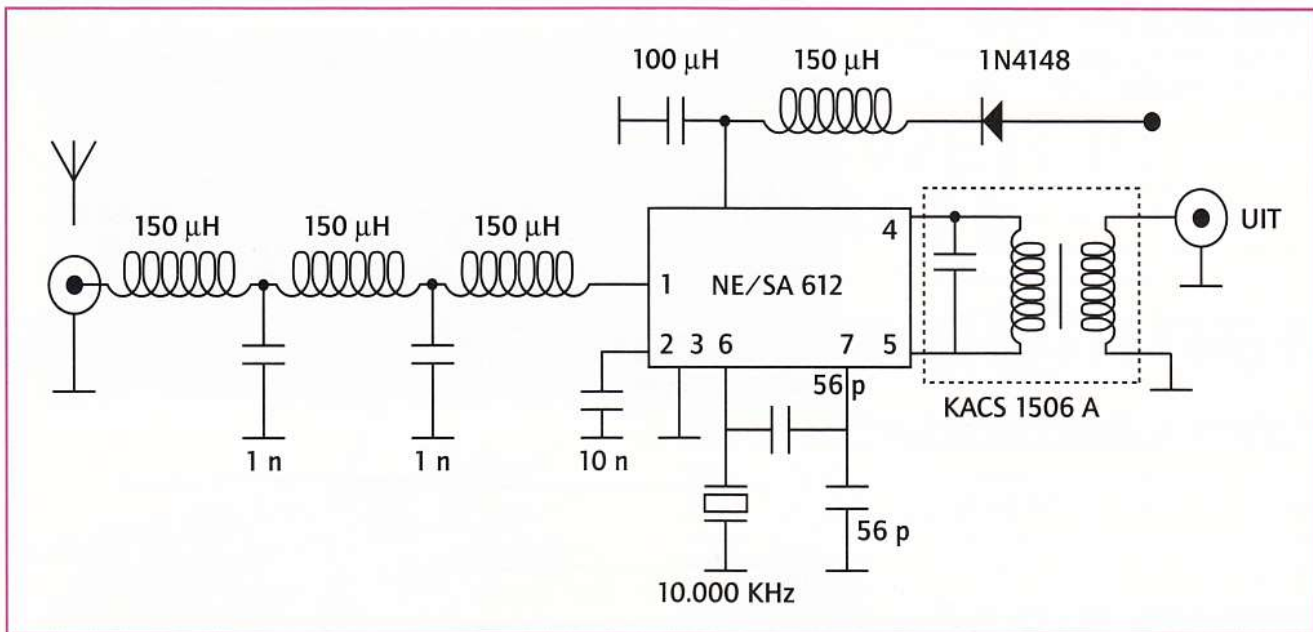 100 µH
150 µH
1N4148
150 µH
150 µH
150 µH
4
UIT
1
NE/SA 612
2
3
6
7
5
56 p
KACS 1506 A
1 n
1 n
10 n
56 p
10.000 KHz